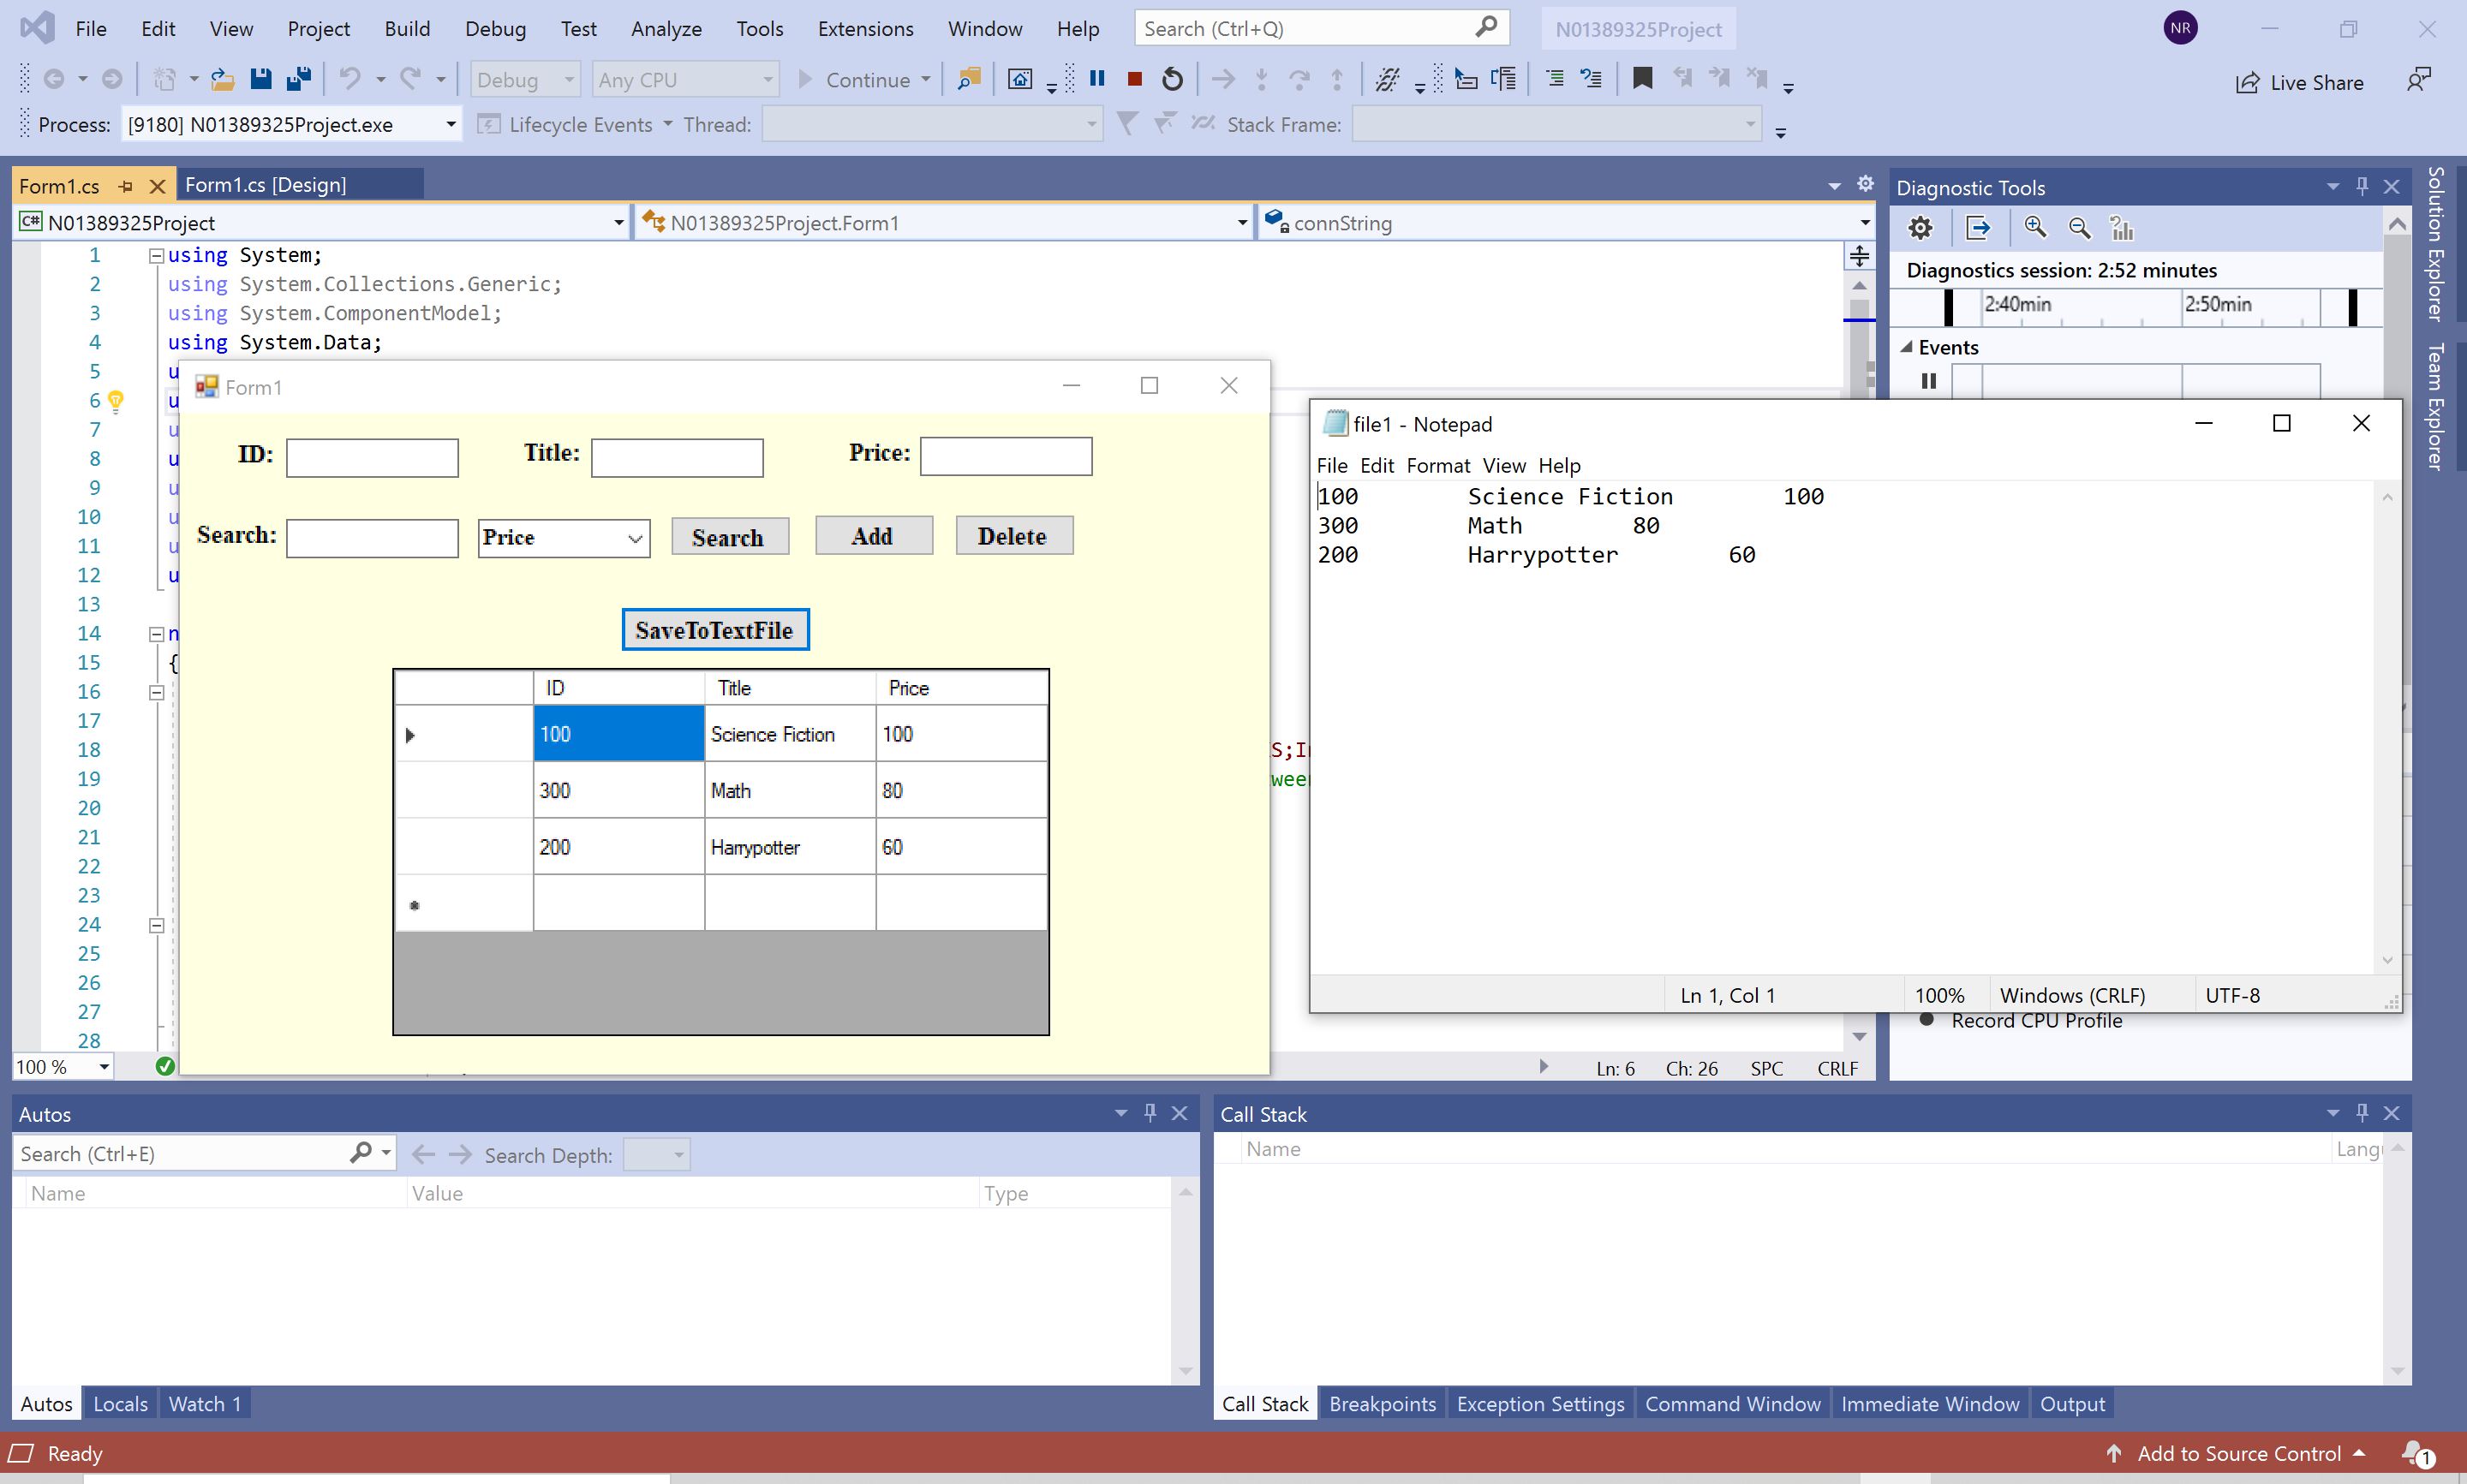 File Edit View Project Build Debug Test Analyze Tools Extensions Window Help Search (Ctrl+Q) N01389325Project NR
Debug Any CPU Continue Live Share
Process: [9180] N01389325Project.exe Lifecycle Events Thread: Stack Frame:
Form1.cs Form1.cs [Design]
C# N01389325Project N01389325Project.Form1 connString
1 using System;
2 using System.Collections.Generic;
3 using System.ComponentModel;
4 using System.Data;
5 u
6 u
7 u
8 u
9 u
10 u
11 u
12 u
13
14 n
15 {
16
17
18 S;I
19 wee
20
21
22
23
24
25
26
27
28
100 % Ln: 6 Ch: 26 SPC CRLF
Form1
ID: Title: Price:
Search: Price Search Add Delete
SaveToTextFile
ID Title Price
100 Science Fiction 100
300 Math 80
200 Harrypotter 60
Diagnostic Tools
Diagnostics session: 2:52 minutes
2:40min 2:50min
Events
Record CPU Profile
Solution Explorer
Team Explorer
file1 - Notepad
File Edit Format View Help
100 Science Fiction 100
300 Math 80
200 Harrypotter 60
Ln 1, Col 1 100% Windows (CRLF) UTF-8
Autos
Search (Ctrl+E) Search Depth:
Name Value Type
Autos Locals Watch 1
Call Stack
Name Lang
Call Stack Breakpoints Exception Settings Command Window Immediate Window Output
Ready Add to Source Control 1